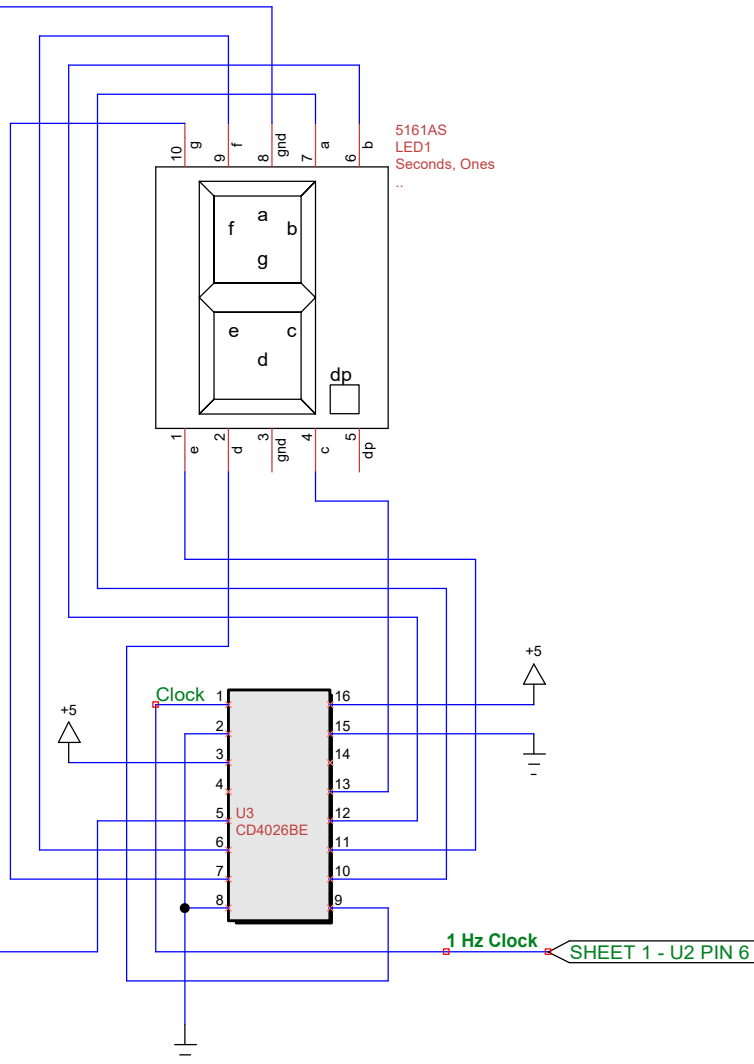 10
g
9
f
8
gnd
7
a
6
b
5161AS
LED1
Seconds, Ones
..
a
f
b
g
e
c
d
dp
1
e
2
d
3
gnd
4
c
5
dp
+5
+5
Clock
1
16
2
15
3
14
4
13
5
12
U3
CD4026BE
6
11
7
10
8
9
1 Hz Clock
SHEET 1 - U2 PIN 6